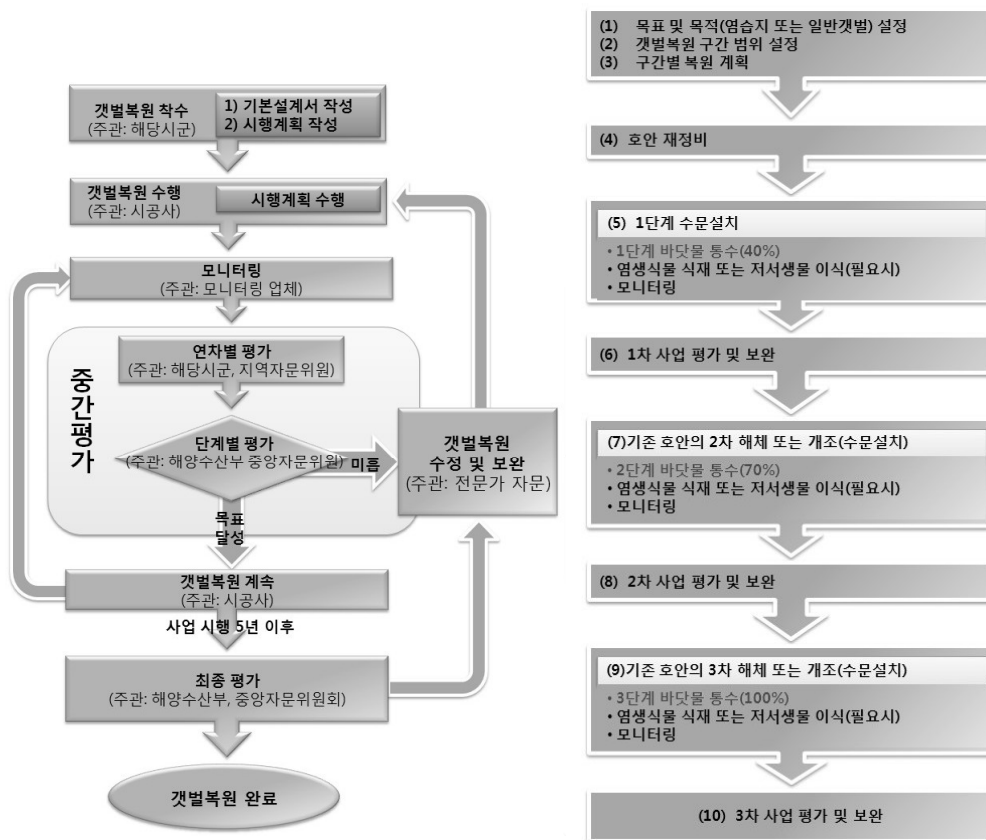 갯벌복원 착수
(주관: 해당시군)
1) 기본설계서 작성
2) 시행계획 작성
갯벌복원 수행
(주관: 시공사)
시행계획 수행
모니터링
(주관: 모니터링 업체)
중간평가
연차별 평가
(주관: 해당시군, 지역자문위원)
단계별 평가
(주관: 해양수산부 중앙자문위원)
미흡
갯벌복원
수정 및 보완
(주관: 전문가 자문)
목표
달성
갯벌복원 계속
(주관: 시공사)
사업 시행 5년 이후
최종 평가
(주관: 해양수산부, 중앙자문위원회)
갯벌복원 완료
(1) 목표 및 목적(염습지 또는 일반갯벌) 설정
(2) 갯벌복원 구간 범위 설정
(3) 구간별 복원 계획
(4) 호안 재정비
(5) 1단계 수문설치
• 1단계 바닷물 통수(40%)
• 염생식물 식재 또는 저서생물 이식(필요시)
• 모니터링
(6) 1차 사업 평가 및 보완
(7)기존 호안의 2차 해체 또는 개조(수문설치)
• 2단계 바닷물 통수(70%)
• 염생식물 식재 또는 저서생물 이식(필요시)
• 모니터링
(8) 2차 사업 평가 및 보완
(9)기존 호안의 3차 해체 또는 개조(수문설치)
• 3단계 바닷물 통수(100%)
• 염생식물 식재 또는 저서생물 이식(필요시)
• 모니터링
(10) 3차 사업 평가 및 보완